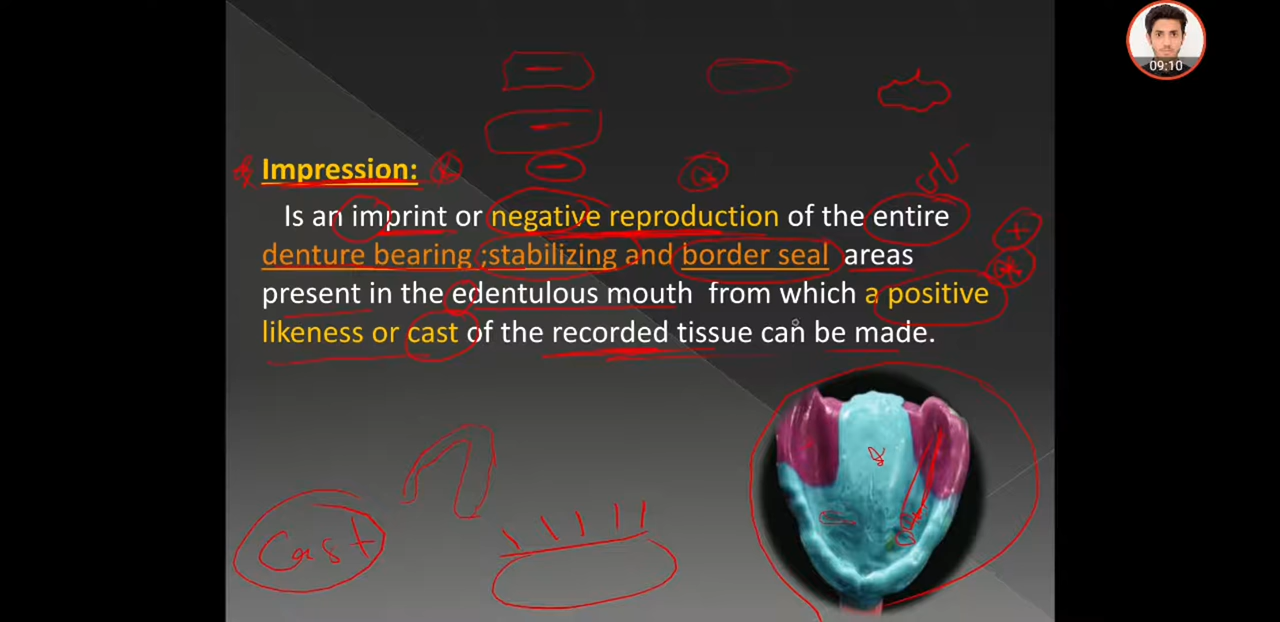 09:10
Impression:
Is an imprint or negative reproduction of the entire
denture bearing ;stabilizing and border seal areas
present in the edentulous mouth from which a positive
likeness or cast of the recorded tissue can be made.
Cast